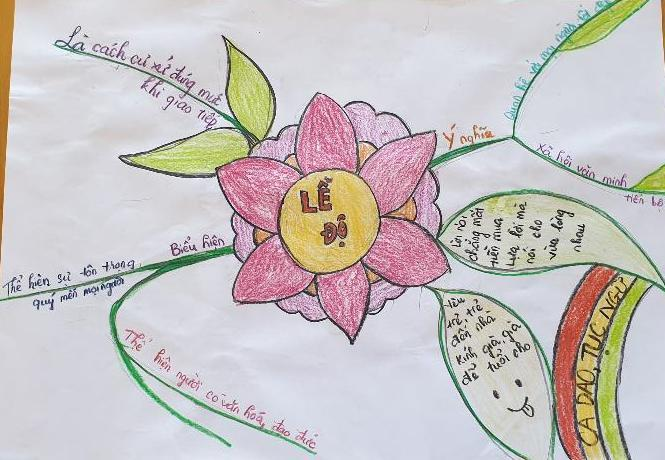 Là cách cư xử đúng mực
khi giao tiếp
LỄ
ĐỘ
Ý nghĩa
Quan hệ với mọi người tốt đẹp
Xã hội văn minh
tiến bộ
Biểu hiện
Thể hiện sự tôn trọng
quý mến mọi người
Thể hiện người có văn hoá, đạo đức
Lời nói
chẳng mất
tiền mua
Lựa lời mà
nói cho
vừa lòng
nhau
Yêu
trẻ, trẻ
đến nhà
Kính già, già
để tuổi cho
CA DAO, TỤC NGỮ